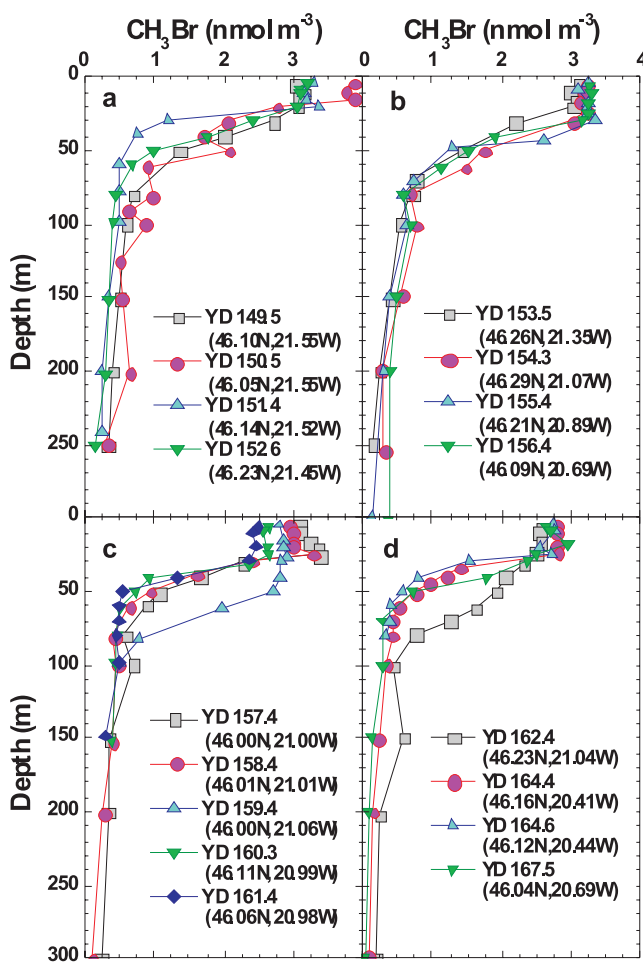 CH3Br (nmol m-3) CH3Br (nmol m-3)
0 1 2 3 0 1 2 3 4
0
50
100
150
200
250
Depth (m)
a
YD 149.5
(46.10N,21.55W)
YD 150.5
(46.05N,21.55W)
YD 151.4
(46.14N,21.52W)
YD 152.6
(46.23N,21.45W)
b
YD 153.5
(46.26N,21.35W)
YD 154.3
(46.29N,21.07W)
YD 155.4
(46.21N,20.89W)
YD 156.4
(46.09N,20.69W)
0
50
100
150
200
250
300
Depth (m)
c
YD 157.4
(46.00N,21.00W)
YD 158.4
(46.01N,21.01W)
YD 159.4
(46.00N,21.06W)
YD 160.3
(46.11N,20.99W)
YD 161.4
(46.06N,20.98W)
d
YD 162.4
(46.23N,21.04W)
YD 164.4
(46.16N,20.41W)
YD 164.6
(46.12N,20.44W)
YD 167.5
(46.04N,20.69W)